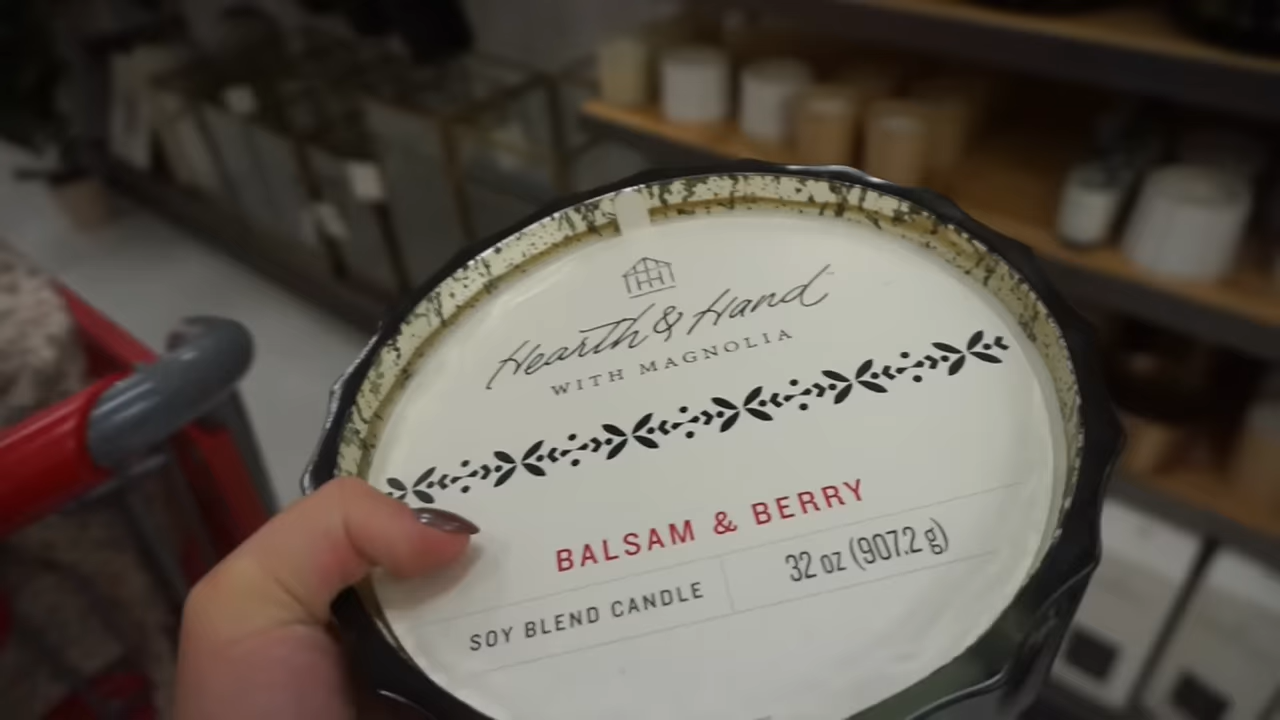 Hearth & Hand
WITH MAGNOLIA
BALSAM & BERRY
SOY BLEND CANDLE
32 oz (907.2 g)